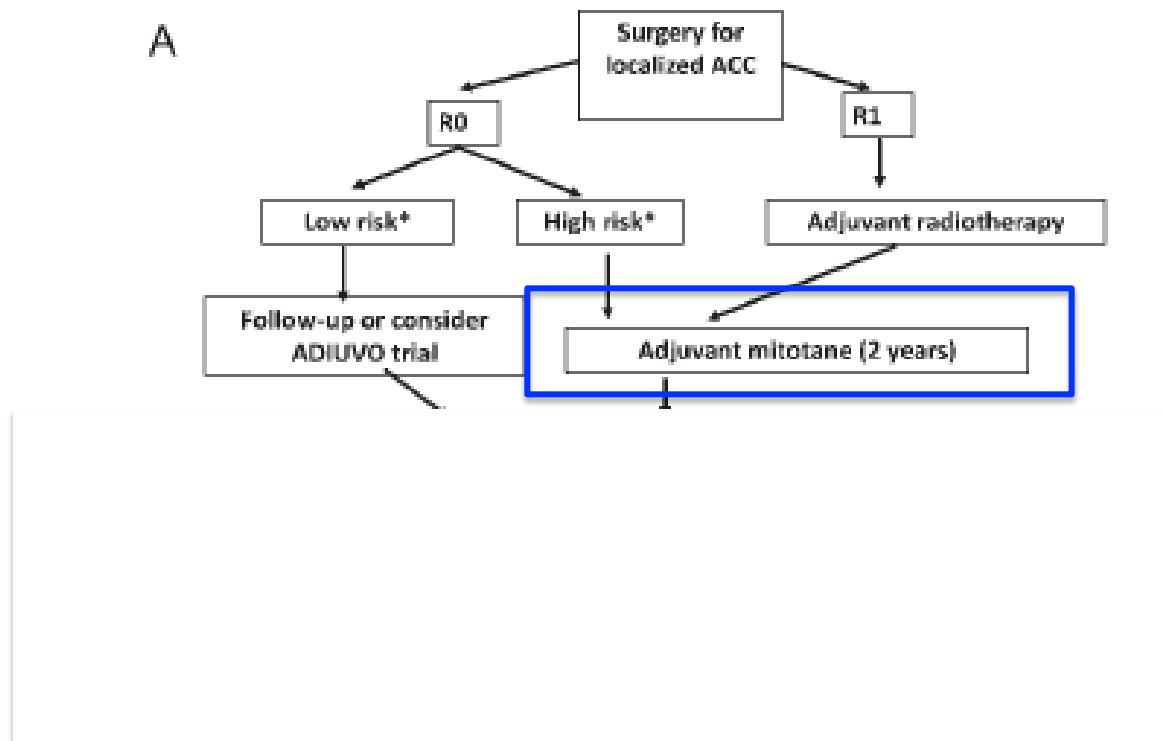 A
Surgery for
localized ACC
R0
R1
Low risk*
High risk*
Adjuvant radiotherapy
Follow-up or consider
ADIUVO trial
Adjuvant mitotane (2 years)